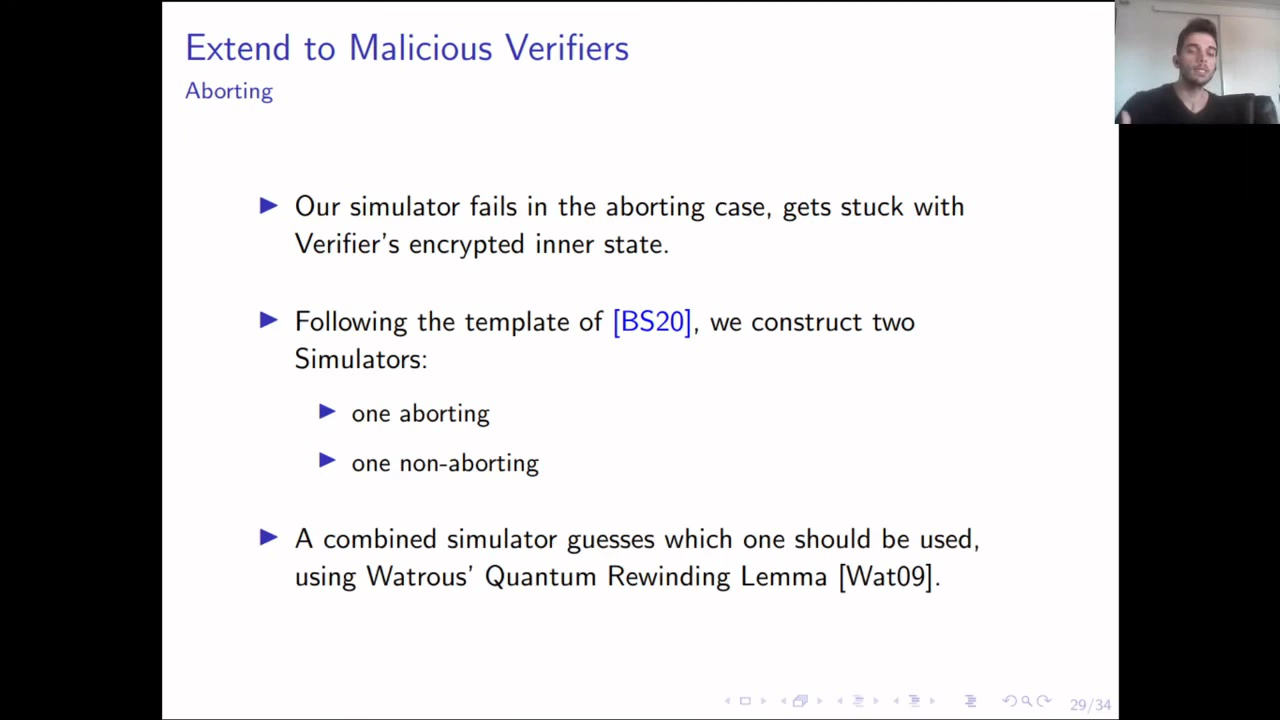 Extend to Malicious Verifiers
Aborting
Our simulator fails in the aborting case, gets stuck with
Verifier's encrypted inner state.
Following the template of [BS20], we construct two
Simulators:
one aborting
one non-aborting
A combined simulator guesses which one should be used,
using Watrous' Quantum Rewinding Lemma [Wat09].
29/34